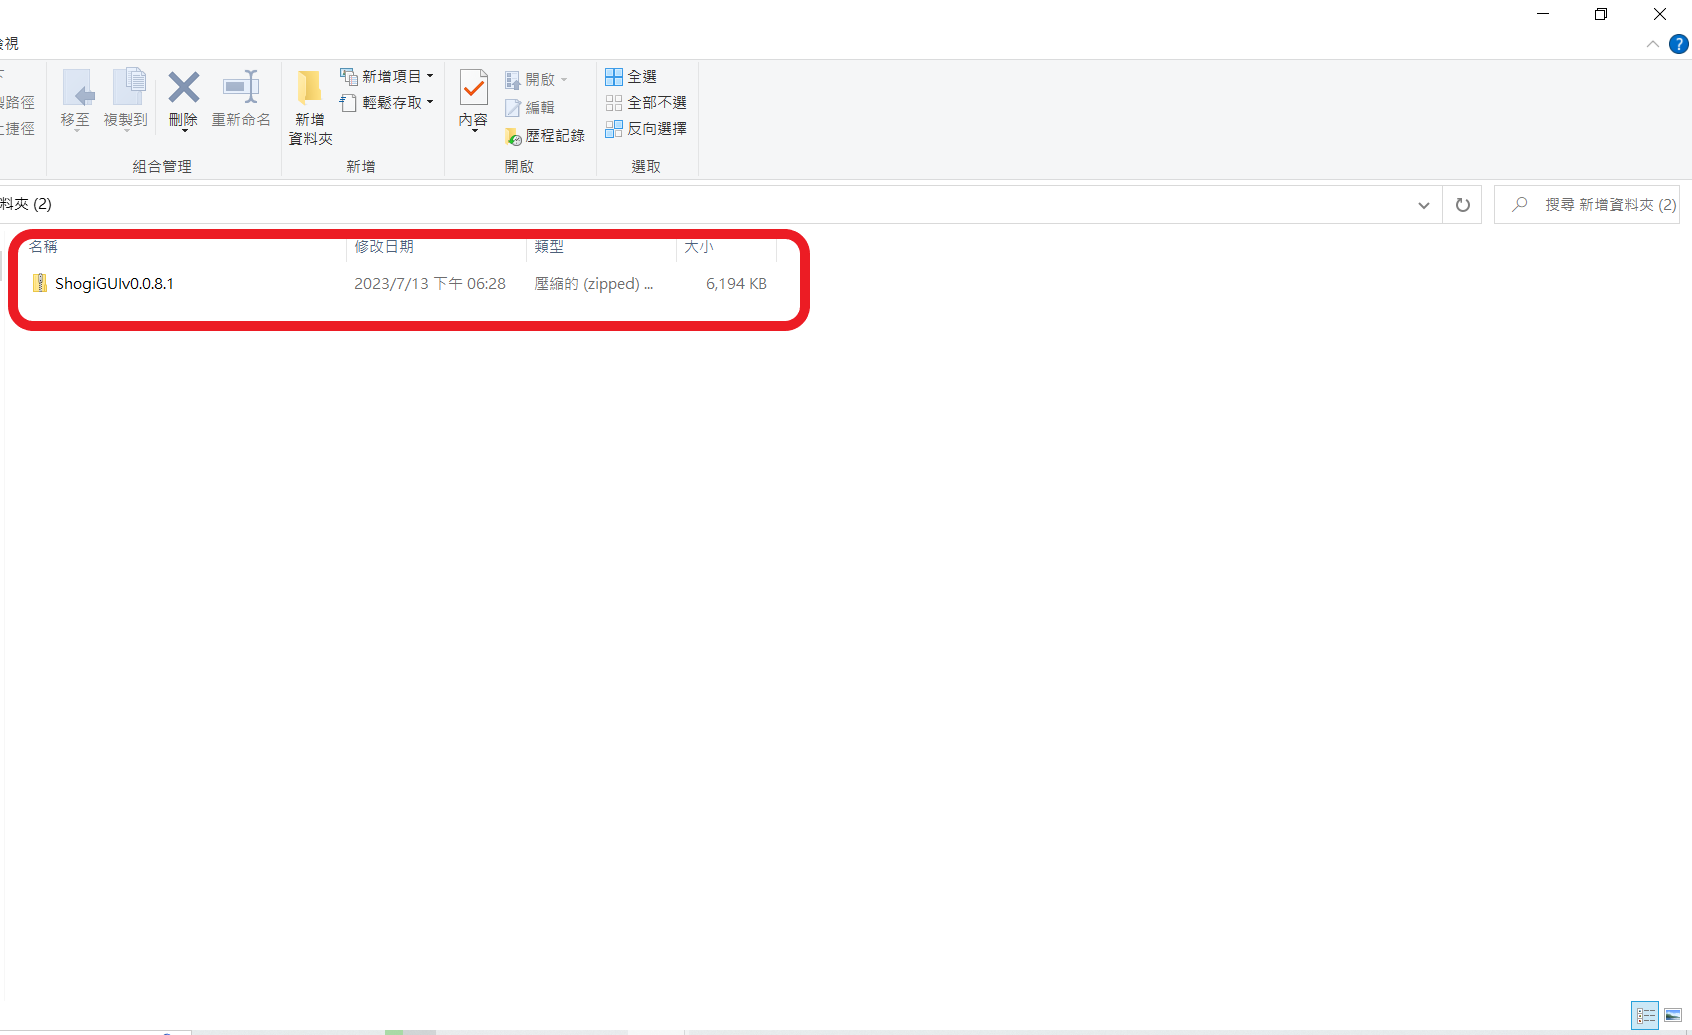 檢視
?
移至
複製到
刪除
重新命名
組合管理
新增
資料夾
新增項目
輕鬆存取
新增
內容
開啟
編輯
歷程記錄
開啟
全選
全部不選
反向選擇
選取
製路徑
上捷徑
料夾 (2)
搜尋 新增資料夾 (2)
名稱 修改日期 類型 大小
ShogiGUIv0.0.8.1 2023/7/13 下午 06:28 壓縮的 (zipped) ... 6,194 KB